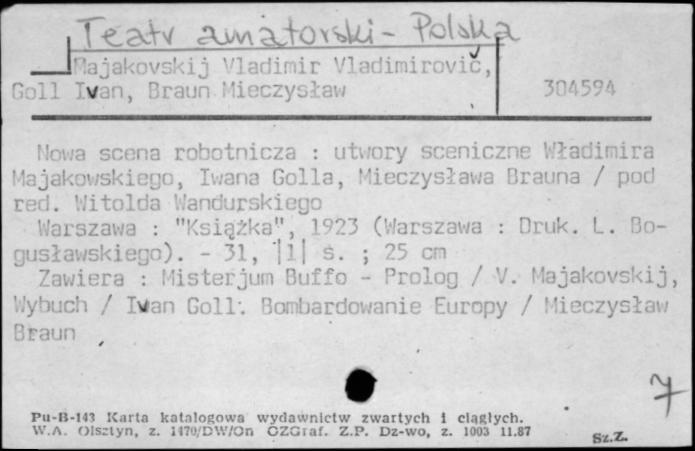 Teatr amatorski - Polska
Majakovskij Vladimir Vladimirovič,
Goll Ivan, Braun Mieczysław 304594
Nowa scena robotnicza : utwory sceniczne Władimira
Majakowskiego, Iwana Golla, Mieczysława Brauna / pod
red. Witolda Wandurskiego
Warszawa : "Książka", 1923 (Warszawa : Druk. L. Bo-
gusławskiego). - 31, |1| s. ; 25 cm
Zawiera : Misterjum Buffo - Prolog / V. Majakovskij,
Wybuch / Ivan Goll. Bombardowanie Europy / Mieczysław
Braun
7
Pu-B-143 Karta katalogowa wydawnictw zwartych i ciągłych.
W.A. Olsztyn, z. 1470/DW/On OZGraf. Z.P. Dz-wo, z. 1003 11.87
Sz.Z.